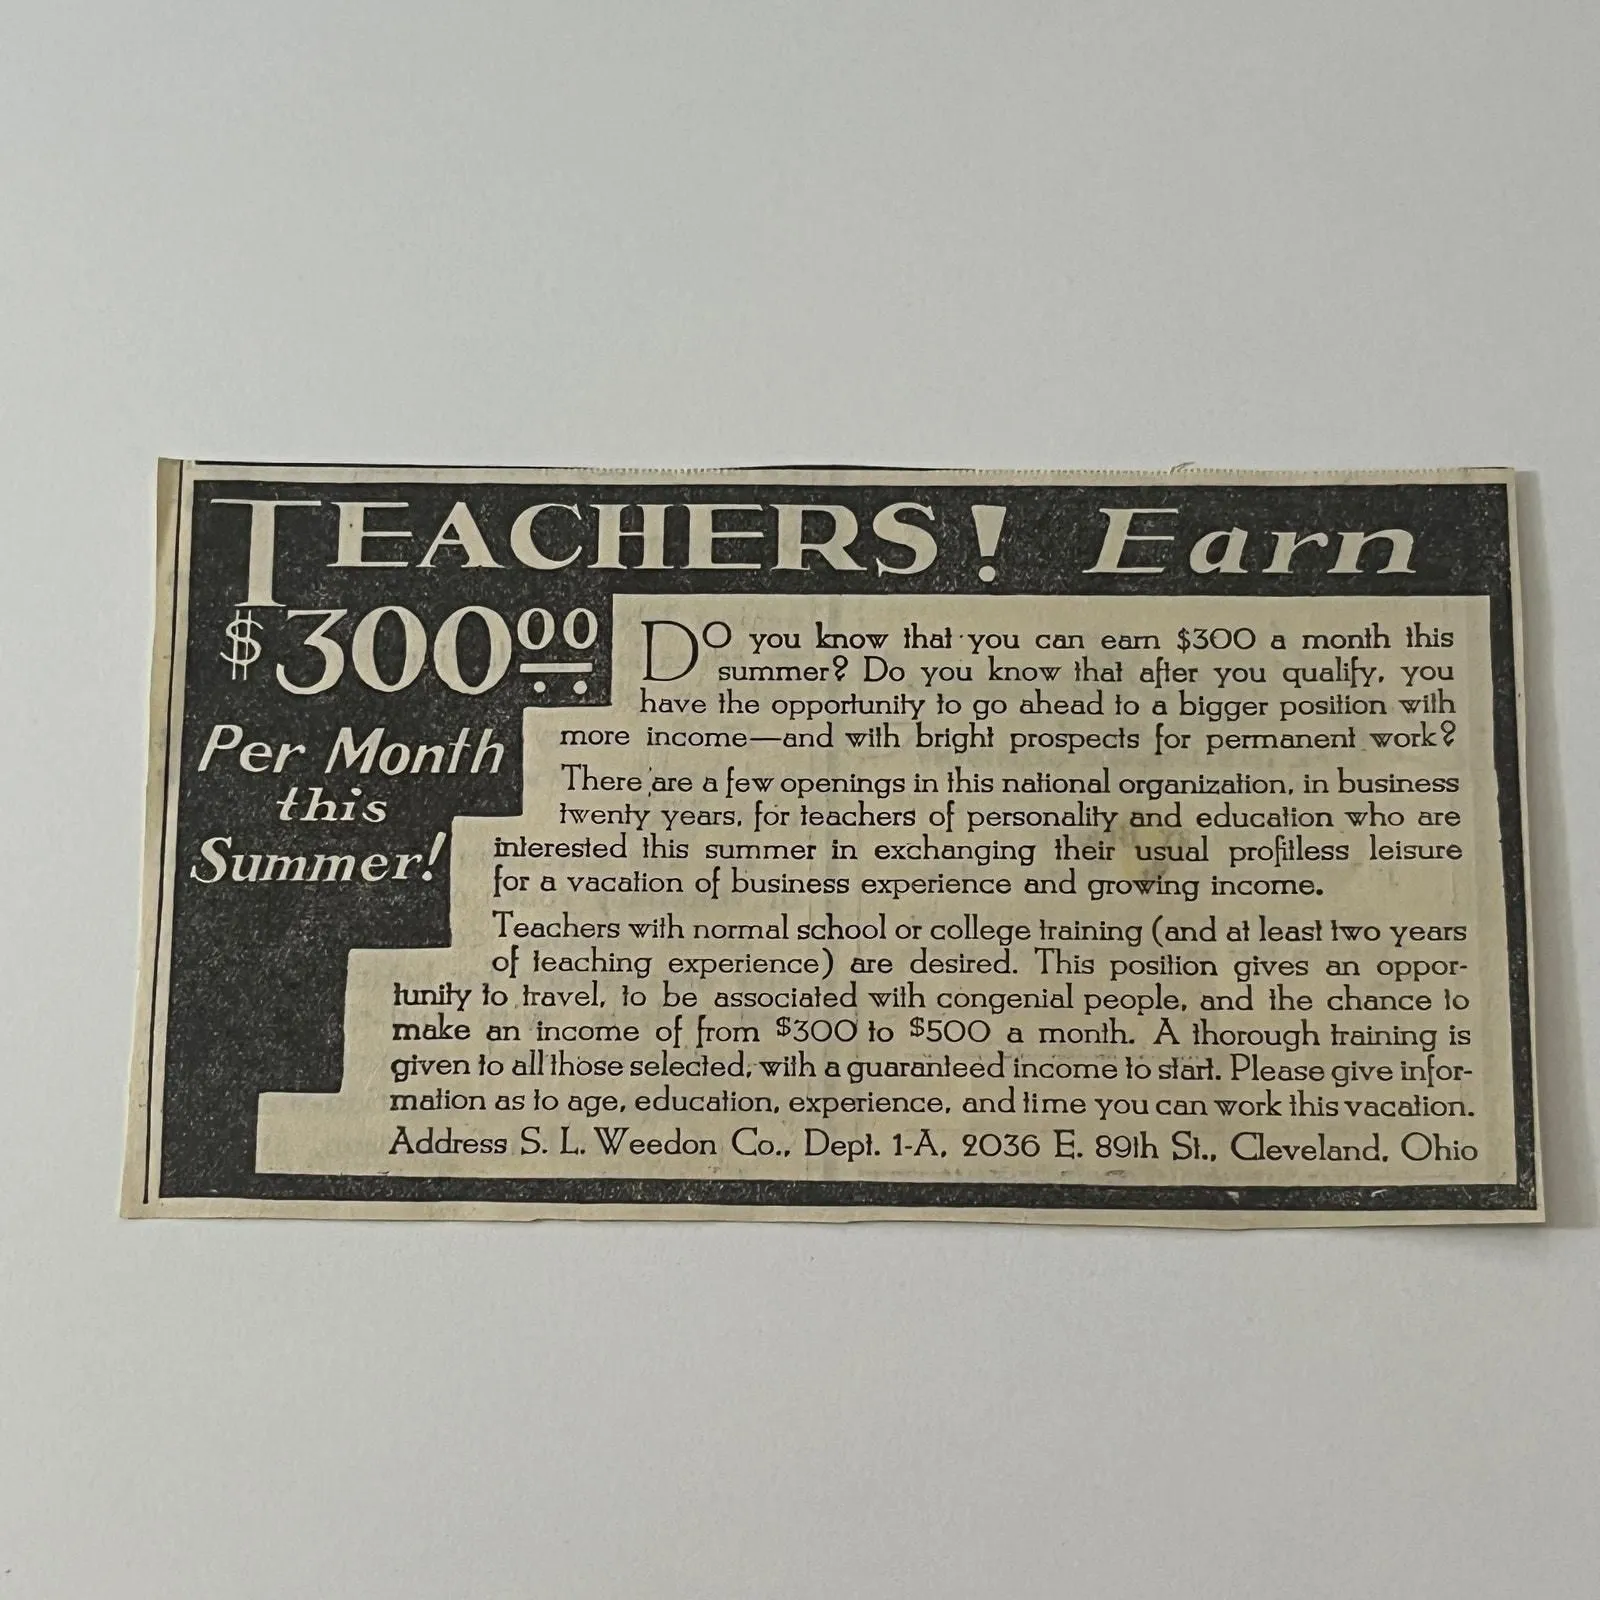 TEACHERS! Earn
$300.00
Per Month
this
Summer!
Do you know that you can earn $300 a month this
summer? Do you know that after you qualify, you
have the opportunity to go ahead to a bigger position with
more income—and with bright prospects for permanent work?
There are a few openings in this national organization, in business
twenty years, for teachers of personality and education who are
interested this summer in exchanging their usual profitless leisure
for a vacation of business experience and growing income.
Teachers with normal school or college training (and at least two years
of teaching experience) are desired. This position gives an oppor-
tunity to travel, to be associated with congenial people, and the chance to
make an income of from $300 to $500 a month. A thorough training is
given to all those selected, with a guaranteed income to start. Please give infor-
mation as to age, education, experience, and time you can work this vacation.
Address S. L. Weedon Co., Dept. 1-A, 2036 E. 89th St., Cleveland, Ohio